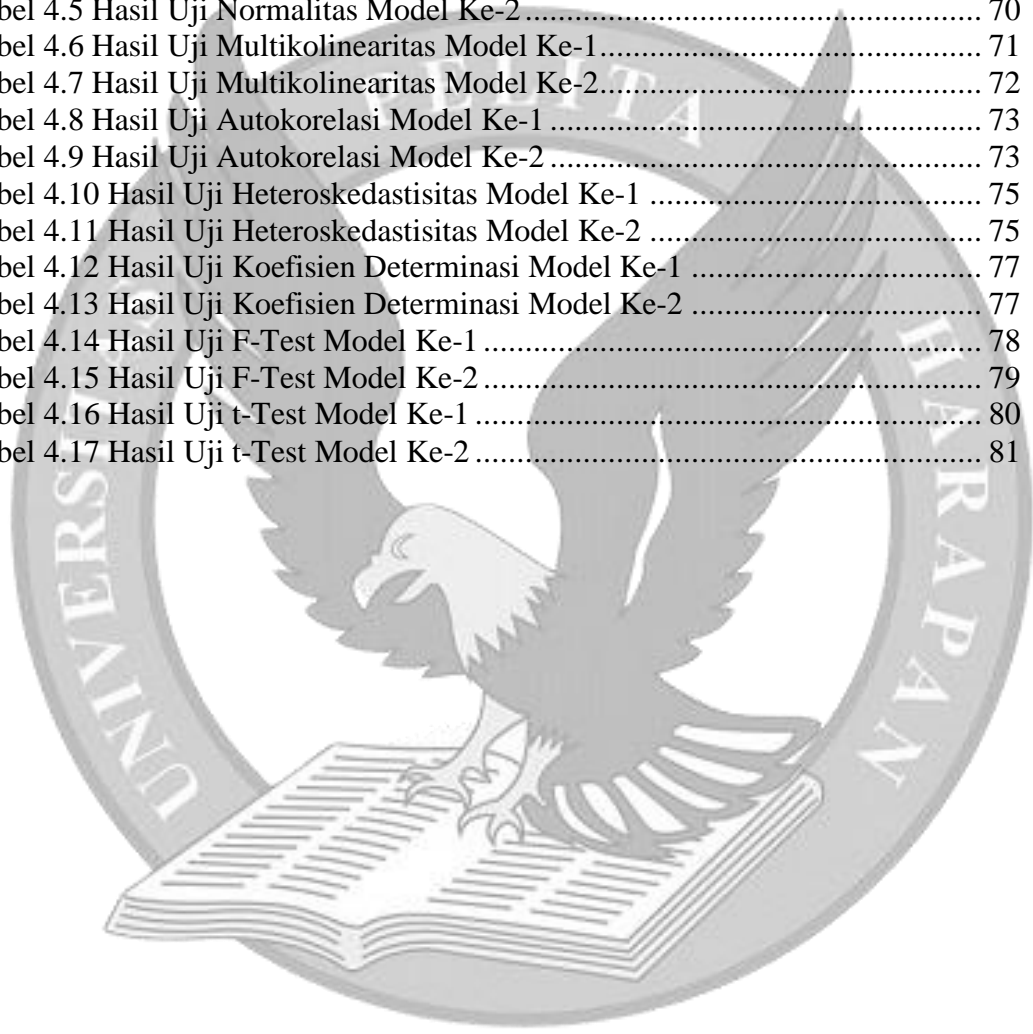 bel 4.5 Hasil Uji Normalitas Model Ke-2 ........................................................ 70
bel 4.6 Hasil Uji Multikolinearitas Model Ke-1 ............................................... 71
bel 4.7 Hasil Uji Multikolinearitas Model Ke-2 ............................................... 72
bel 4.8 Hasil Uji Autokorelasi Model Ke-1 ..................................................... 73
bel 4.9 Hasil Uji Autokorelasi Model Ke-2 ..................................................... 73
bel 4.10 Hasil Uji Heteroskedastisitas Model Ke-1 ......................................... 75
bel 4.11 Hasil Uji Heteroskedastisitas Model Ke-2 ......................................... 75
bel 4.12 Hasil Uji Koefisien Determinasi Model Ke-1 .................................... 77
bel 4.13 Hasil Uji Koefisien Determinasi Model Ke-2 .................................... 77
bel 4.14 Hasil Uji F-Test Model Ke-1 ............................................................. 78
bel 4.15 Hasil Uji F-Test Model Ke-2 ............................................................. 79
bel 4.16 Hasil Uji t-Test Model Ke-1 .............................................................. 80
bel 4.17 Hasil Uji t-Test Model Ke-2 .............................................................. 81
UNIVERSITAS PELITA HARAPAN